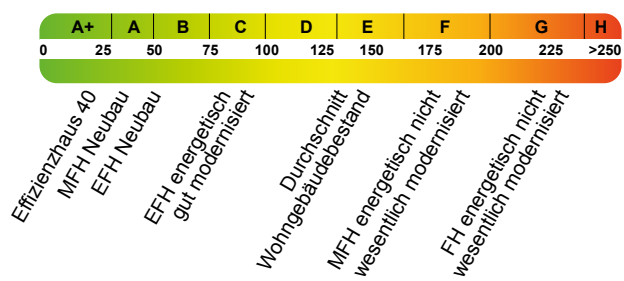 A+ A B C D E F G H
0 25 50 75 100 125 150 175 200 225 >250
Effizienzhaus 40
MFH Neubau
EFH Neubau
EFH energetisch
gut modernisiert
Durchschnitt
Wohngebäudebestand
MFH energetisch nicht
wesentlich modernisiert
FH energetisch nicht
wesentlich modernisiert